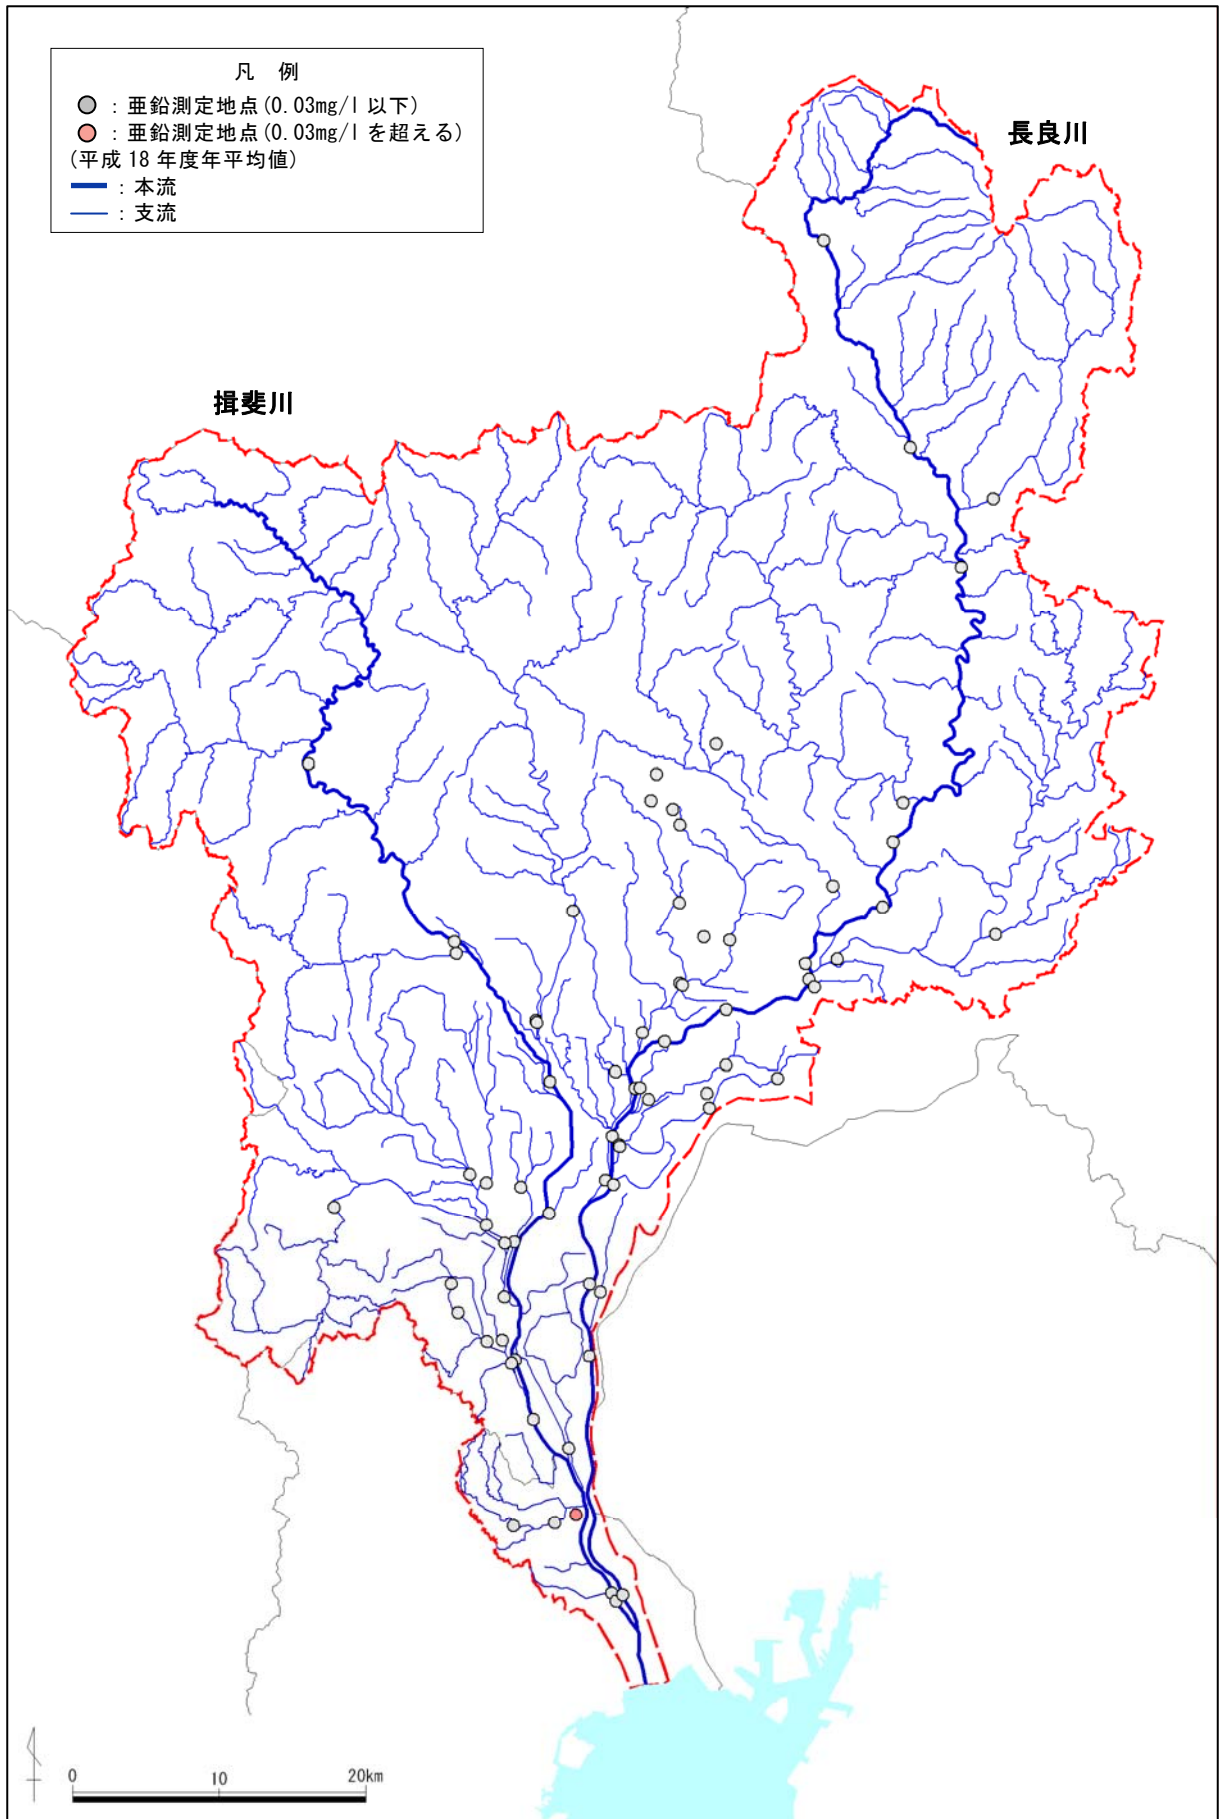 凡 例
：亜鉛測定地点(0.03mg/l 以下)
：亜鉛測定地点(0.03mg/l を超える)
(平成 18 年度年平均値)
：本流
：支流
長良川
揖斐川
0 10 20km